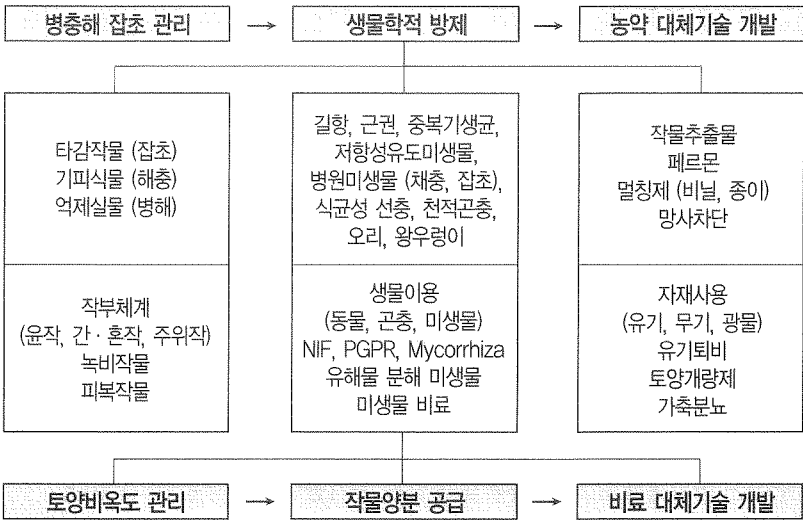 병충해 잡초 관리 → 생물학적 방제 → 농약 대체기술 개발
타감작물 (잡초)
기피식물 (해충)
억제실물 (병해)
길항, 근권, 중복기생균,
저항성유도미생물,
병원미생물 (채충, 잡초),
식균성 선충, 천적곤충,
오리, 왕우렁이
작물추출물
페르몬
멀칭제 (비닐, 종이)
망사차단
작부체계
(윤작, 간·혼작, 주위작)
녹비작물
피복작물
생물이용
(동물, 곤충, 미생물)
NIF, PGPR, Mycorrhiza
유해물 분해 미생물
미생물 비료
자재사용
(유기, 무기, 광물)
유기퇴비
토양개량제
가축분뇨
토양비옥도 관리 → 작물양분 공급 → 비료 대체기술 개발